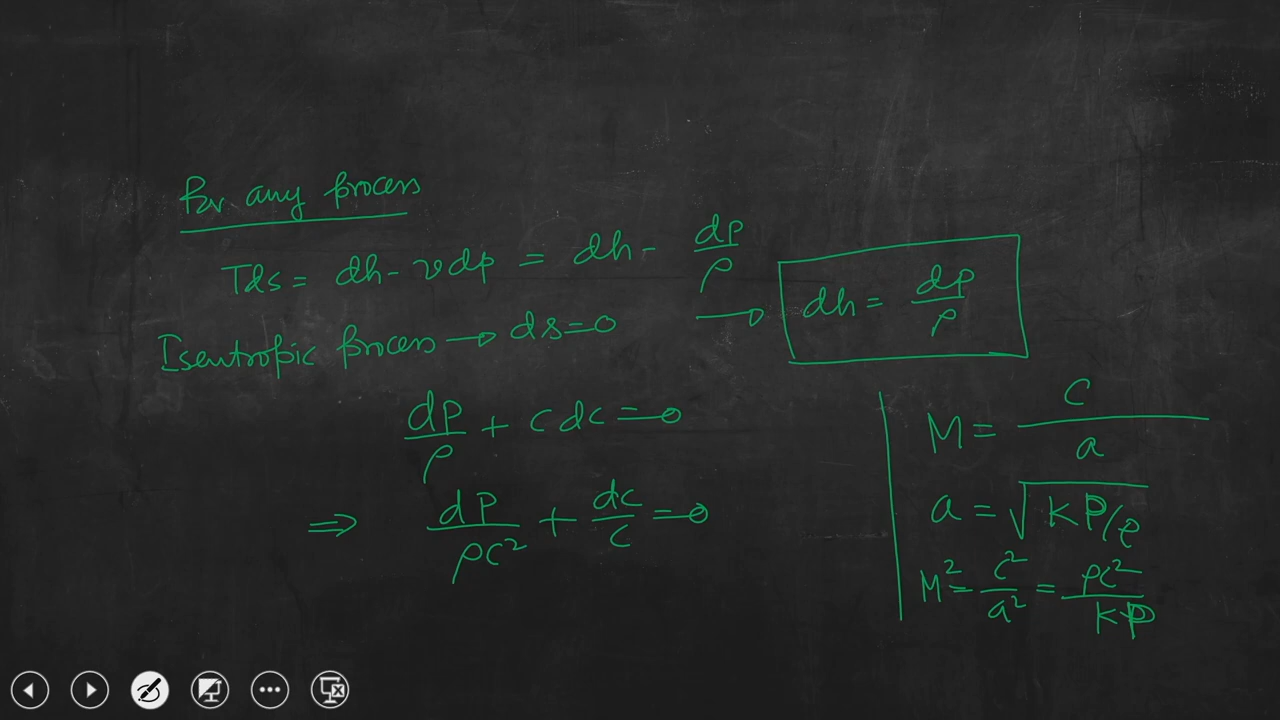 For any process
Tds = dh - vdp = dh - dp/ρ
Isentropic process → ds=0 → dh = dp/ρ
dp/ρ + c dc = 0
⇒ dP/ρc² + dc/c = 0
M = c/a
a = √KP/ρ
M² = c²/a² = ρc²/KP